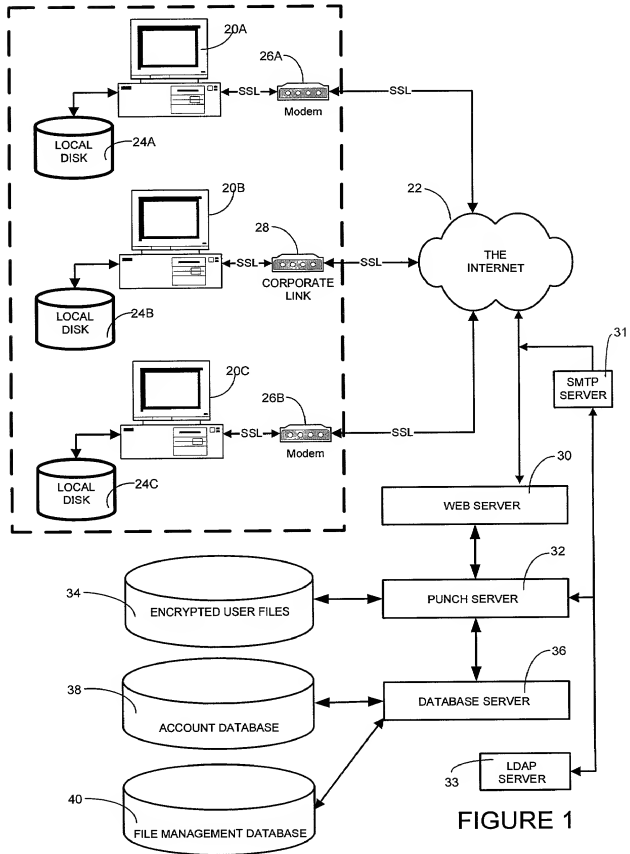 20A
26A
SSL
SSL
Modem
LOCAL
DISK
24A
20B
28
22
SSL
SSL
THE
INTERNET
CORPORATE
LINK
LOCAL
DISK
24B
31
SMTP
SERVER
20C
26B
SSL
SSL
Modem
LOCAL
DISK
24C
30
WEB SERVER
32
34
ENCRYPTED USER FILES
PUNCH SERVER
36
38
DATABASE SERVER
ACCOUNT DATABASE
LDAP
SERVER
33
40
FILE MANAGEMENT DATABASE
FIGURE 1